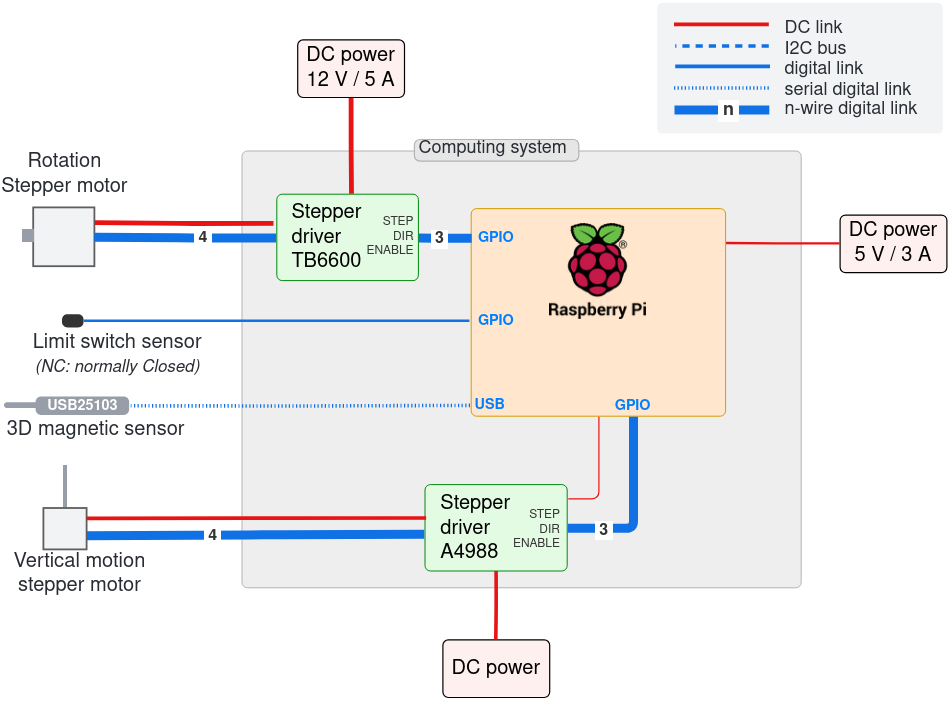 DC link
I2C bus
digital link
serial digital link
n
n-wire digital link
DC power
12 V / 5 A
Computing system
Rotation
Stepper motor
4
Stepper
driver
TB6600
STEP
DIR
ENABLE
3
GPIO
®
Raspberry Pi
DC power
5 V / 3 A
Limit switch sensor
(NC: normally Closed)
GPIO
USB25103
3D magnetic sensor
USB
GPIO
Vertical motion
stepper motor
4
Stepper
driver
A4988
STEP
DIR
ENABLE
3
DC power